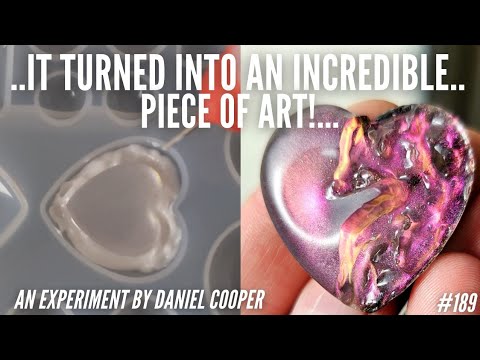 ..IT TURNED INTO AN INCREDIBLE..
PIECE OF ART!...
AN EXPERIMENT BY DANIEL COOPER
#189